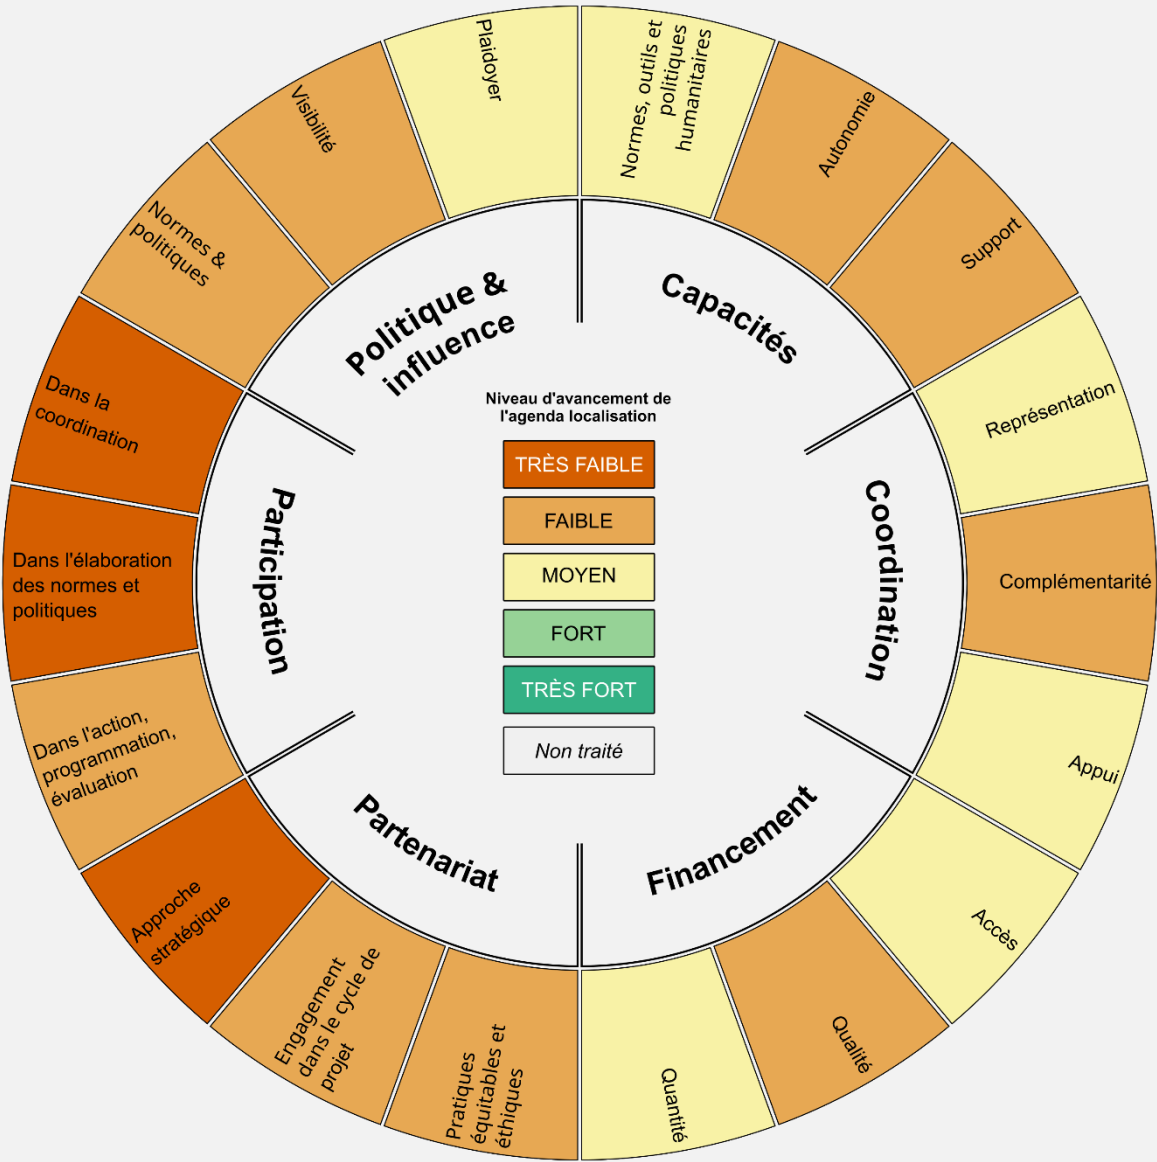 Plaidoyer
Normes, outils et
politiques
humanitaires
Autonomie
Support
Représentation
Complémentarité
Appui
Accès
Qualité
Quantité
Pratiques
équitables et
éthiques
Engagement
dans le cycle de
projet
Approche
stratégique
Dans l'action,
programmation,
évaluation
Dans l'élaboration
des normes et
politiques
Dans la
coordination
Normes &
politiques
Visibilité
Politique &
influence
Capacités
Coordination
Financement
Partenariat
Participation
Niveau d'avancement de
l'agenda localisation
TRÈS FAIBLE
FAIBLE
MOYEN
FORT
TRÈS FORT
Non traité